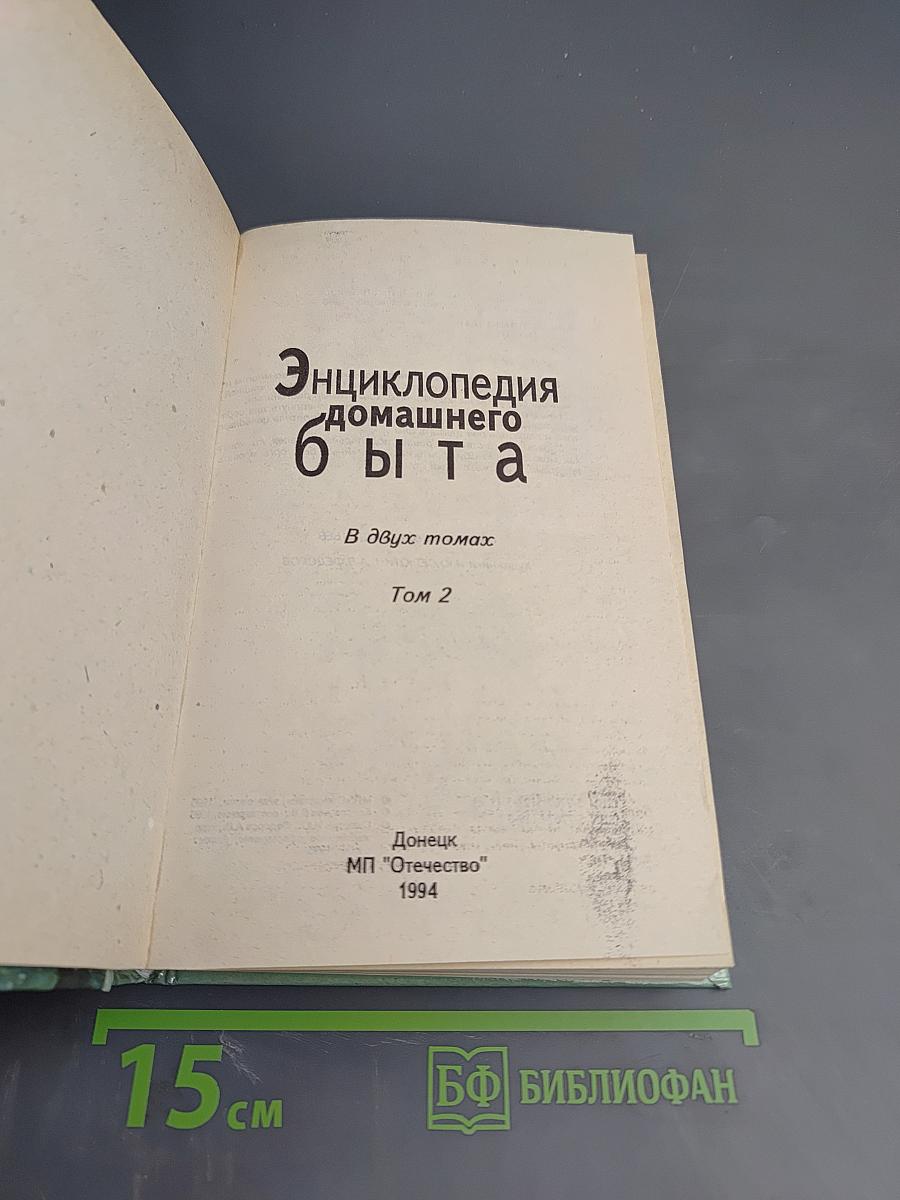 Энциклопедия
домашнего
быта
В двух томах
Том 2
Донецк
МП "Отечество"
1994
15 см
БФ БИБЛИОФАН